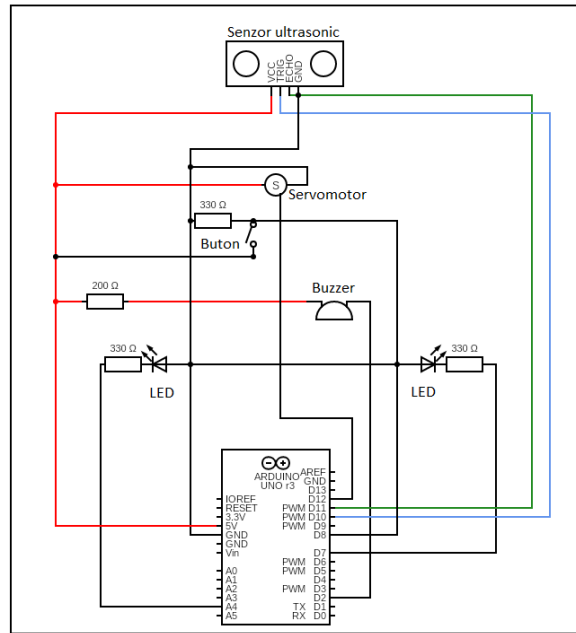 Senzor ultrasonic
VCC
TRIG
ECHO
GND
S
Servomotor
330 Ω
Buton
200 Ω
Buzzer
330 Ω
330 Ω
LED
LED
ARDUINO
UNO r3
AREF
GND
D13
IOREF
D12
RESET
PWM D11
3.3V
PWM D10
5V
PWM D9
GND
D8
GND
Vin
D7
PWM D6
A0
PWM D5
A1
D4
A2
PWM D3
A3
D2
A4
TX D1
A5
RX D0